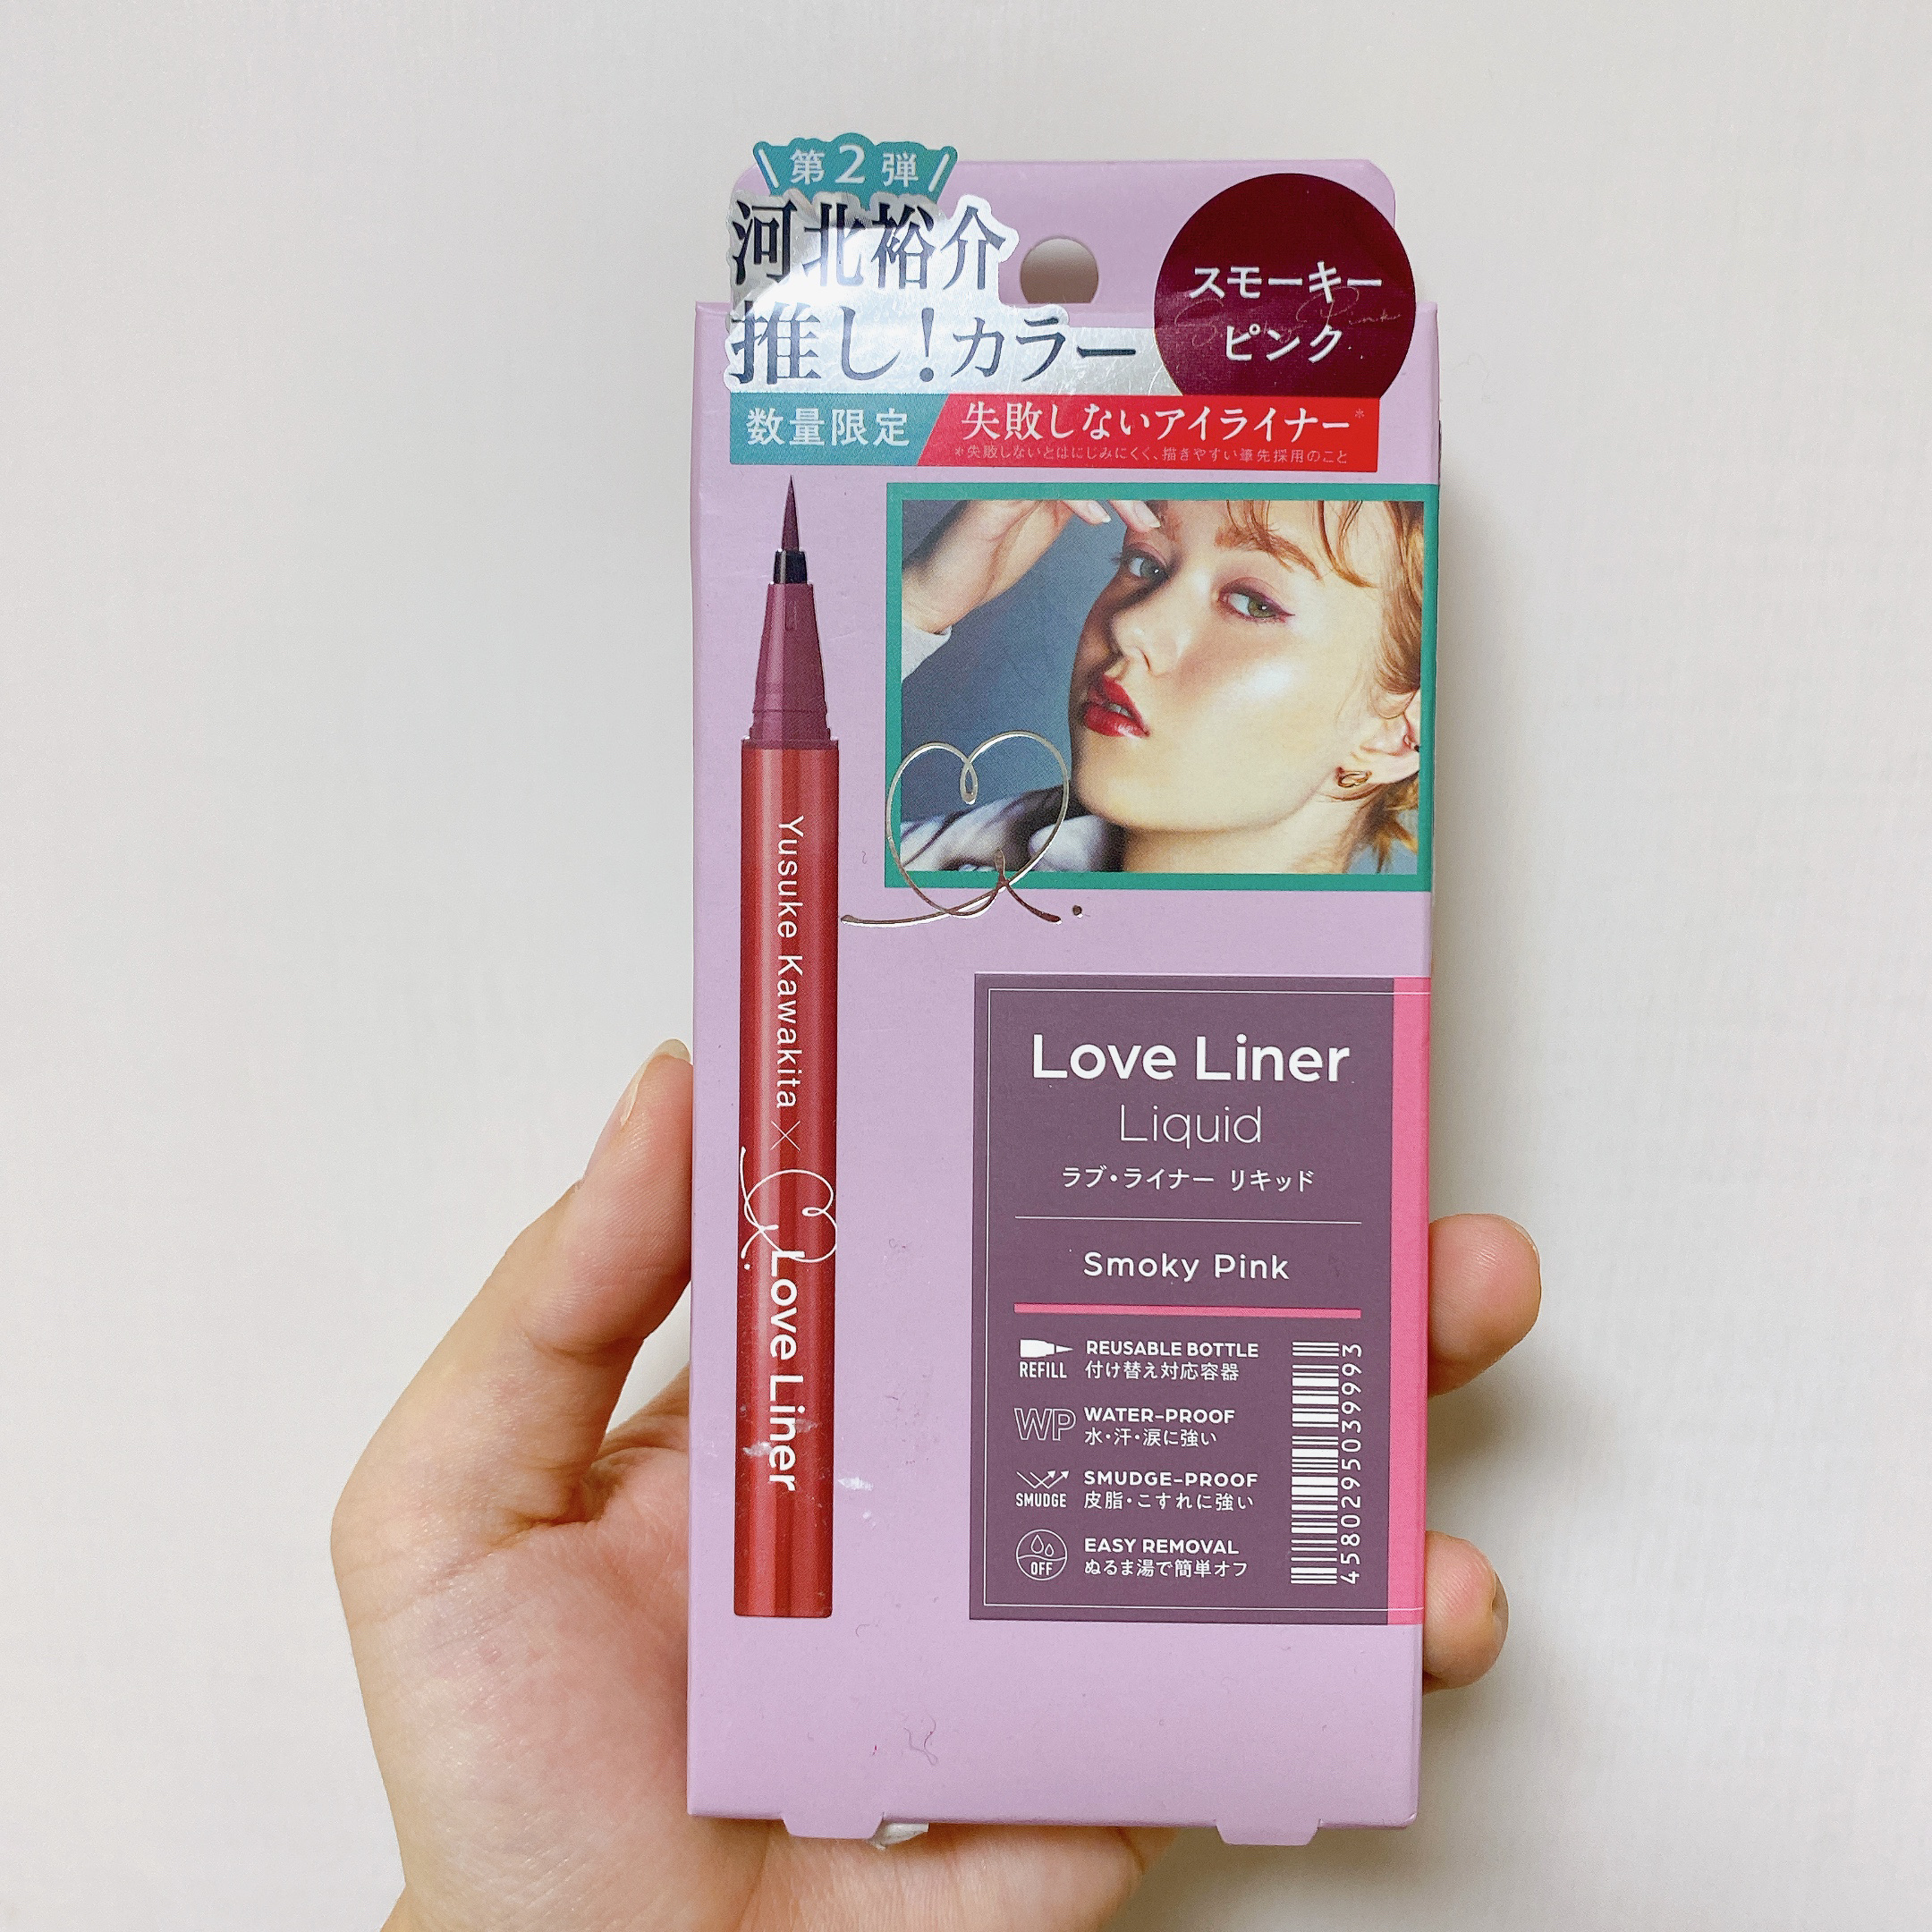 第2弾
河北裕介
推し!カラー
スモーキー
ピンク
数量限定
失敗しないアイライナー*
*失敗しないとはにじみにくく、描きやすい筆先採用のこと
Yusuke Kawakita × Love Liner
Love Liner
Liquid
ラブ・ライナー リキッド
Smoky Pink
REFILL
REUSABLE BOTTLE
付け替え対応容器
WP
WATER-PROOF
水・汗・涙に強い
SMUDGE
SMUDGE-PROOF
皮脂・こすれに強い
OFF
EASY REMOVAL
ぬるま湯で簡単オフ
4580295039993